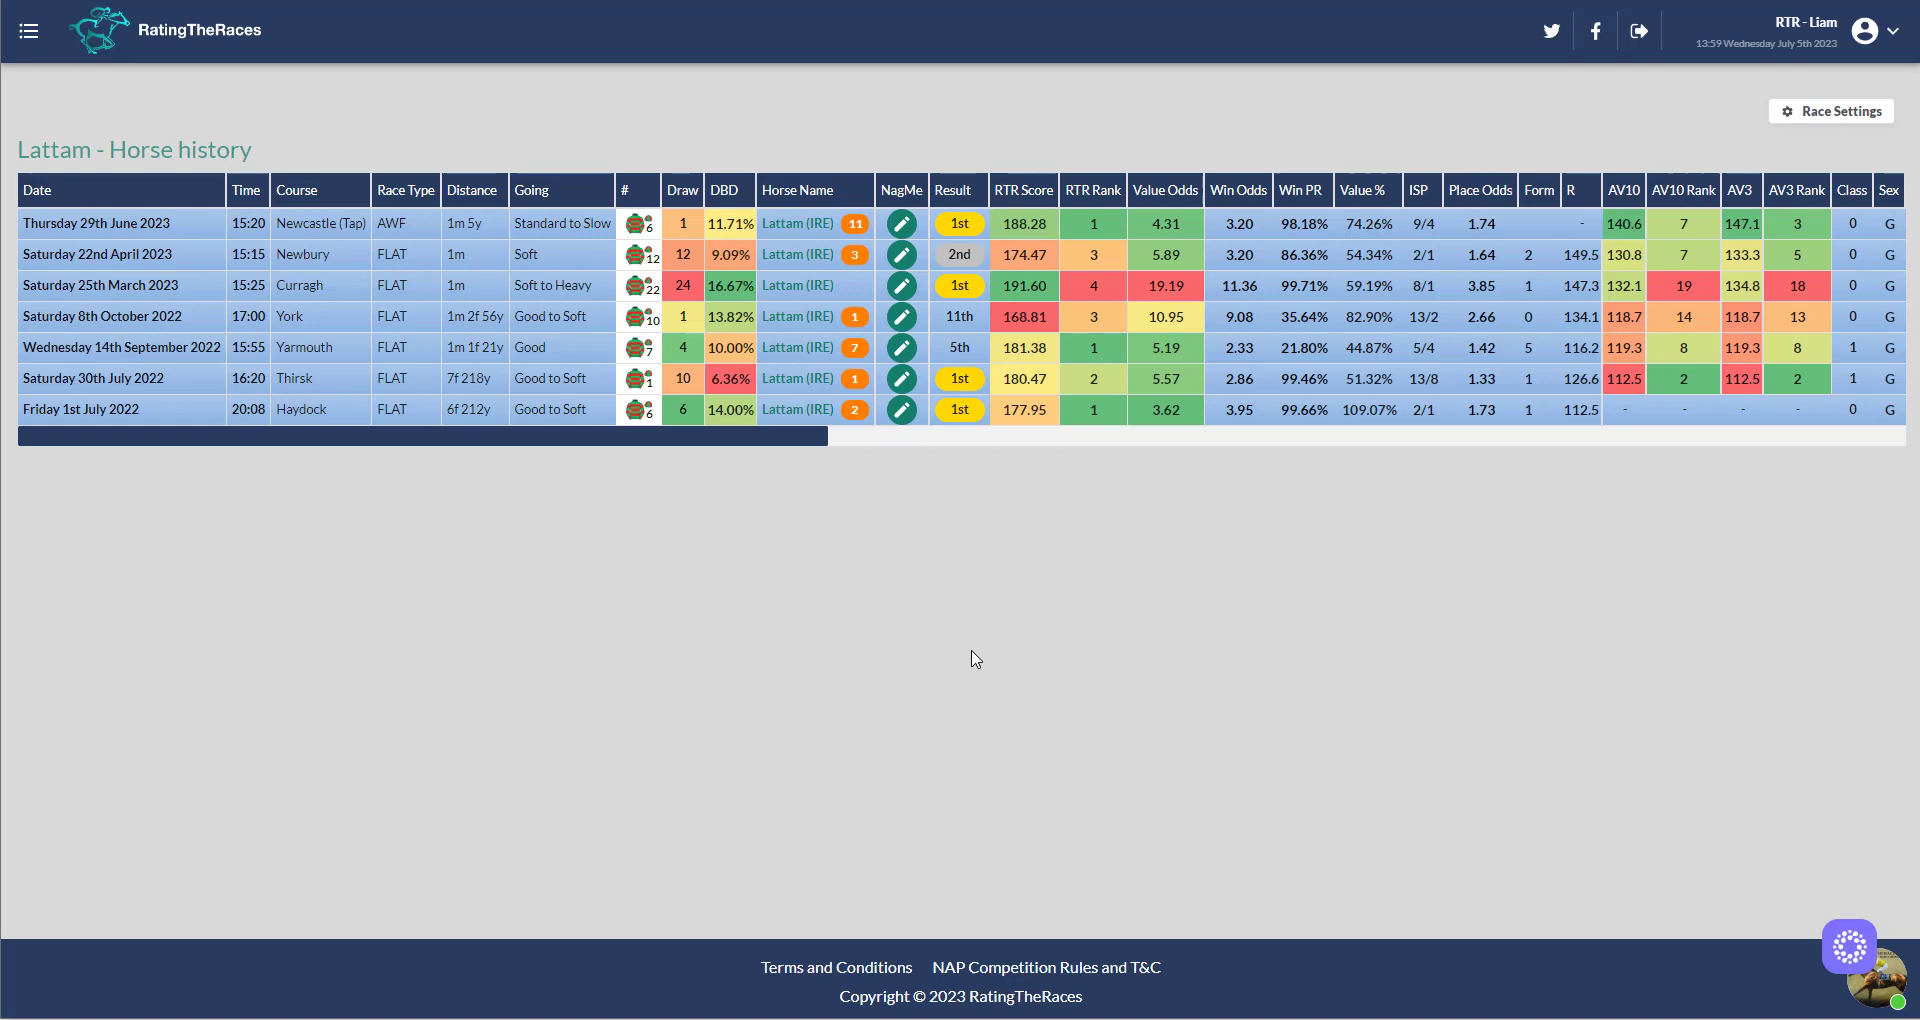 RatingTheRaces
RTR - Liam
13:59 Wednesday July 5th 2023
Race Settings
Lattam - Horse history
Date Time Course Race Type Distance Going # Draw DBD Horse Name NagMe Result RTR Score RTR Rank Value Odds Win Odds Win PR Value % ISP Place Odds Form R AV10 AV10 Rank AV3 AV3 Rank Class Sex
Thursday 29th June 2023 15:20 Newcastle (Tap) AWF 1m 5y Standard to Slow 6 1 11.71% Lattam (IRE) 11 1st 188.28 1 4.31 3.20 98.18% 74.26% 9/4 1.74 - 140.6 7 147.1 3 0 G
Saturday 22nd April 2023 15:15 Newbury FLAT 1m Soft 12 12 9.09% Lattam (IRE) 3 2nd 174.47 3 5.89 3.20 86.36% 54.34% 2/1 1.64 2 149.5 130.8 7 133.3 5 0 G
Saturday 25th March 2023 15:25 Curragh FLAT 1m Soft to Heavy 22 24 16.67% Lattam (IRE) 1st 191.60 4 19.19 11.36 99.71% 59.19% 8/1 3.85 1 147.3 132.1 19 134.8 18 0 G
Saturday 8th October 2022 17:00 York FLAT 1m 2f 56y Good to Soft 10 1 13.82% Lattam (IRE) 1 11th 168.81 3 10.95 9.08 35.64% 82.90% 13/2 2.66 0 134.1 118.7 14 118.7 13 0 G
Wednesday 14th September 2022 15:55 Yarmouth FLAT 1m 1f 21y Good 7 4 10.00% Lattam (IRE) 7 5th 181.38 1 5.19 2.33 21.80% 44.87% 5/4 1.42 5 116.2 119.3 8 119.3 8 1 G
Saturday 30th July 2022 16:20 Thirsk FLAT 7f 218y Good to Soft 1 10 6.36% Lattam (IRE) 1 1st 180.47 2 5.57 2.86 99.46% 51.32% 13/8 1.33 1 126.6 112.5 2 112.5 2 1 G
Friday 1st July 2022 20:08 Haydock FLAT 6f 212y Good to Soft 6 6 14.00% Lattam (IRE) 2 1st 177.95 1 3.62 3.95 99.66% 109.07% 2/1 1.73 1 112.5 - - - - 0 G
Terms and Conditions NAP Competition Rules and T&C
Copyright © 2023 RatingTheRaces